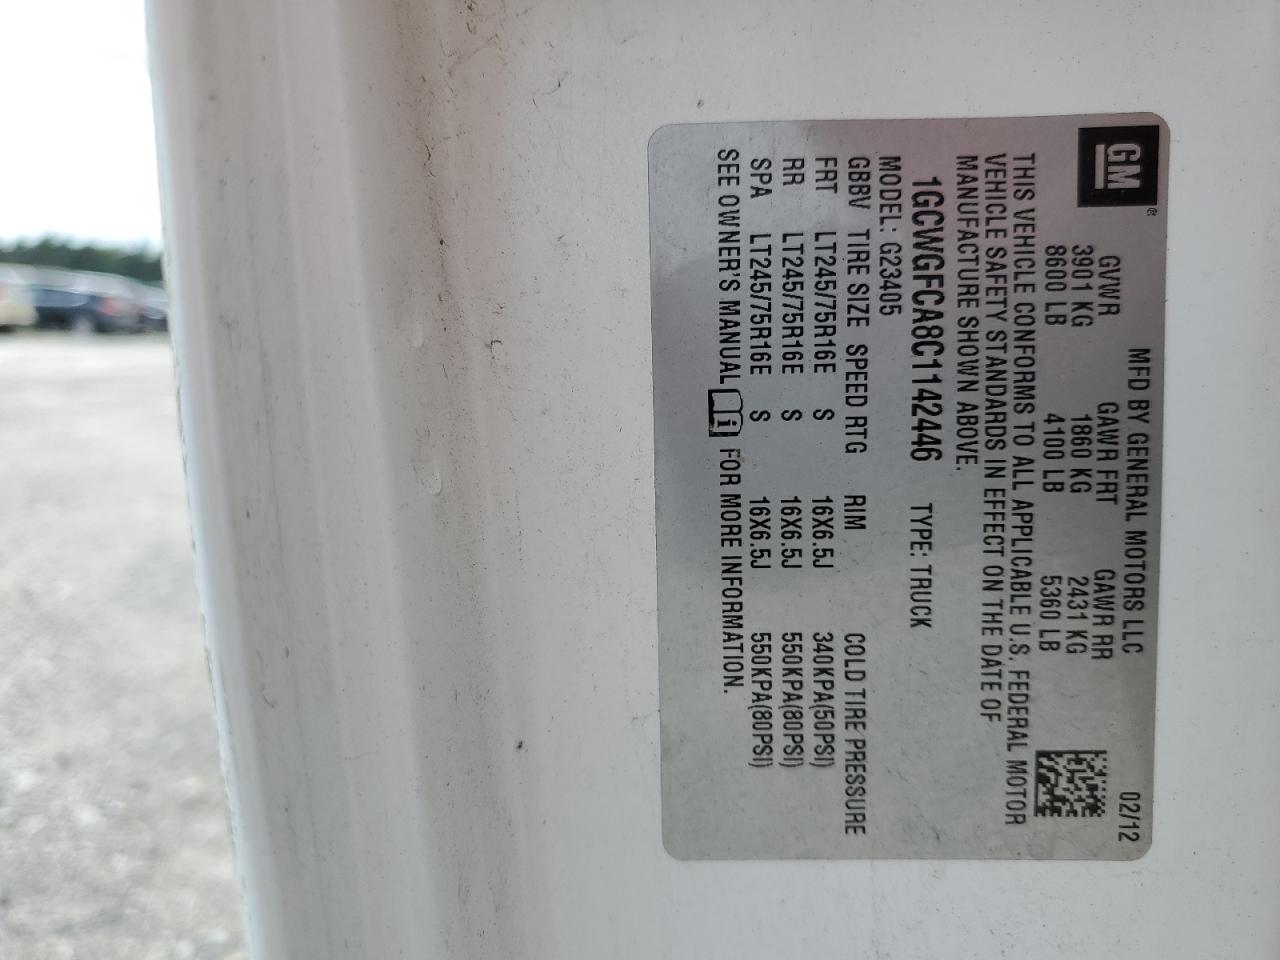 GM® MFD BY GENERAL MOTORS LLC 02/12
GVWR GAWR FRT GAWR RR
3901 KG 1860 KG 2431 KG
8600 LB 4100 LB 5360 LB
THIS VEHICLE CONFORMS TO ALL APPLICABLE U.S. FEDERAL MOTOR
VEHICLE SAFETY STANDARDS IN EFFECT ON THE DATE OF
MANUFACTURE SHOWN ABOVE.
1GCWGFCA8C1142446 TYPE: TRUCK
MODEL: G23405
GBBV TIRE SIZE SPEED RTG RIM COLD TIRE PRESSURE
FRT LT245/75R16E S 16X6.5J 340KPA(50PSI)
RR LT245/75R16E S 16X6.5J 550KPA(80PSI)
SPA LT245/75R16E S 16X6.5J 550KPA(80PSI)
SEE OWNER'S MANUAL i FOR MORE INFORMATION.